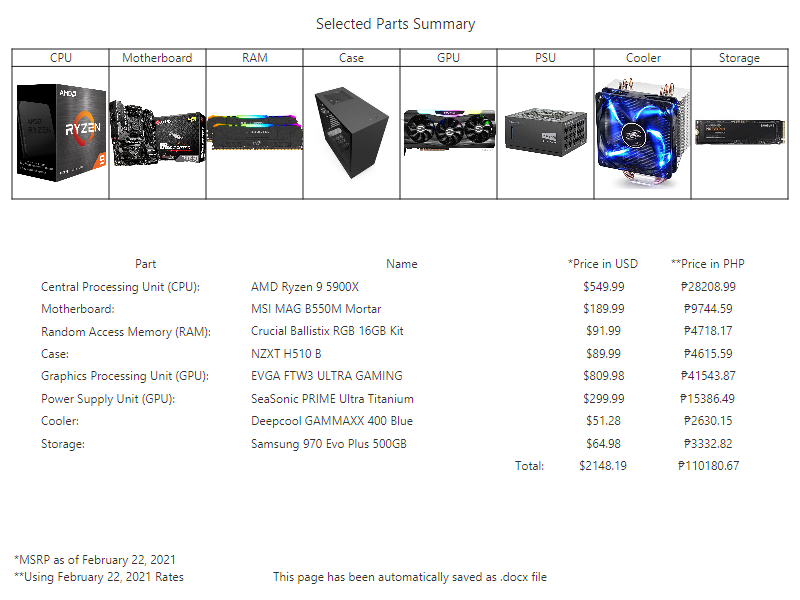 Selected Parts Summary
CPU Motherboard RAM Case GPU PSU Cooler Storage
AMD
RYZEN
9
Part Name *Price in USD **Price in PHP
Central Processing Unit (CPU): AMD Ryzen 9 5900X $549.99 ₱28208.99
Motherboard: MSI MAG B550M Mortar $189.99 ₱9744.59
Random Access Memory (RAM): Crucial Ballistix RGB 16GB Kit $91.99 ₱4718.17
Case: NZXT H510 B $89.99 ₱4615.59
Graphics Processing Unit (GPU): EVGA FTW3 ULTRA GAMING $809.98 ₱41543.87
Power Supply Unit (GPU): SeaSonic PRIME Ultra Titanium $299.99 ₱15386.49
Cooler: Deepcool GAMMAXX 400 Blue $51.28 ₱2630.15
Storage: Samsung 970 Evo Plus 500GB $64.98 ₱3332.82
Total: $2148.19 ₱110180.67
*MSRP as of February 22, 2021
**Using February 22, 2021 Rates This page has been automatically saved as .docx file